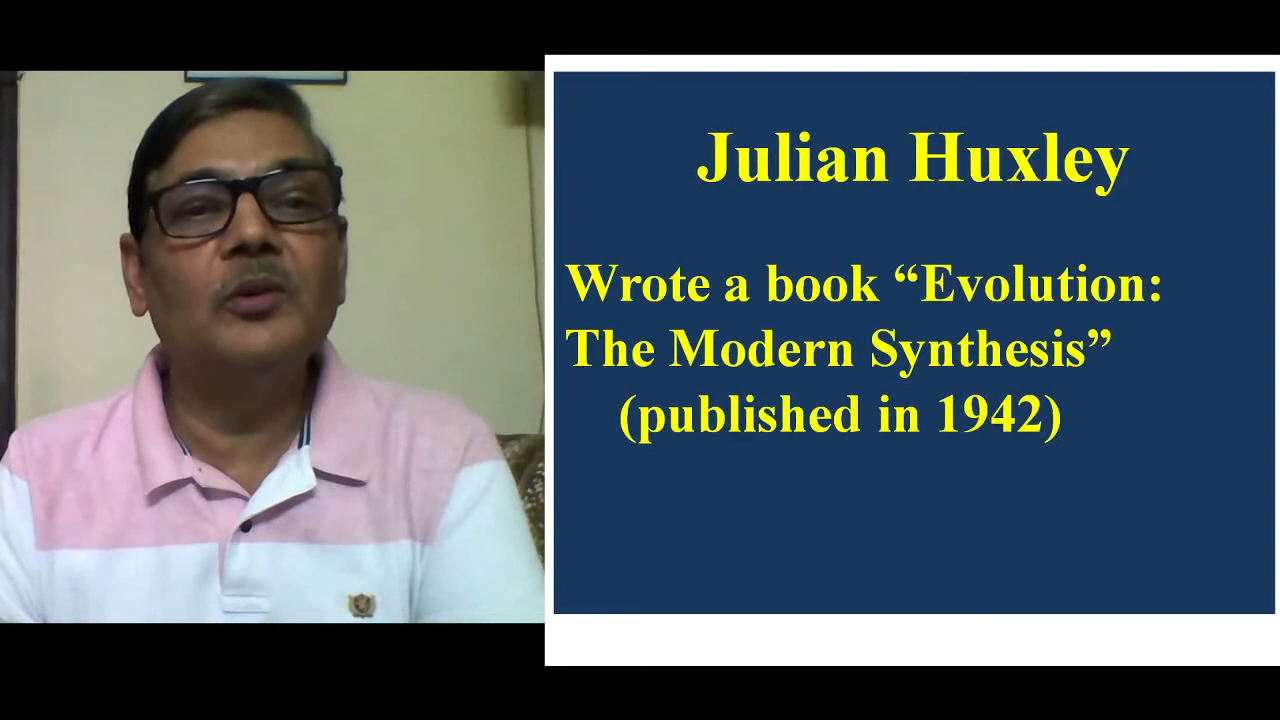 Julian Huxley
Wrote a book “Evolution:
The Modern Synthesis”
(published in 1942)